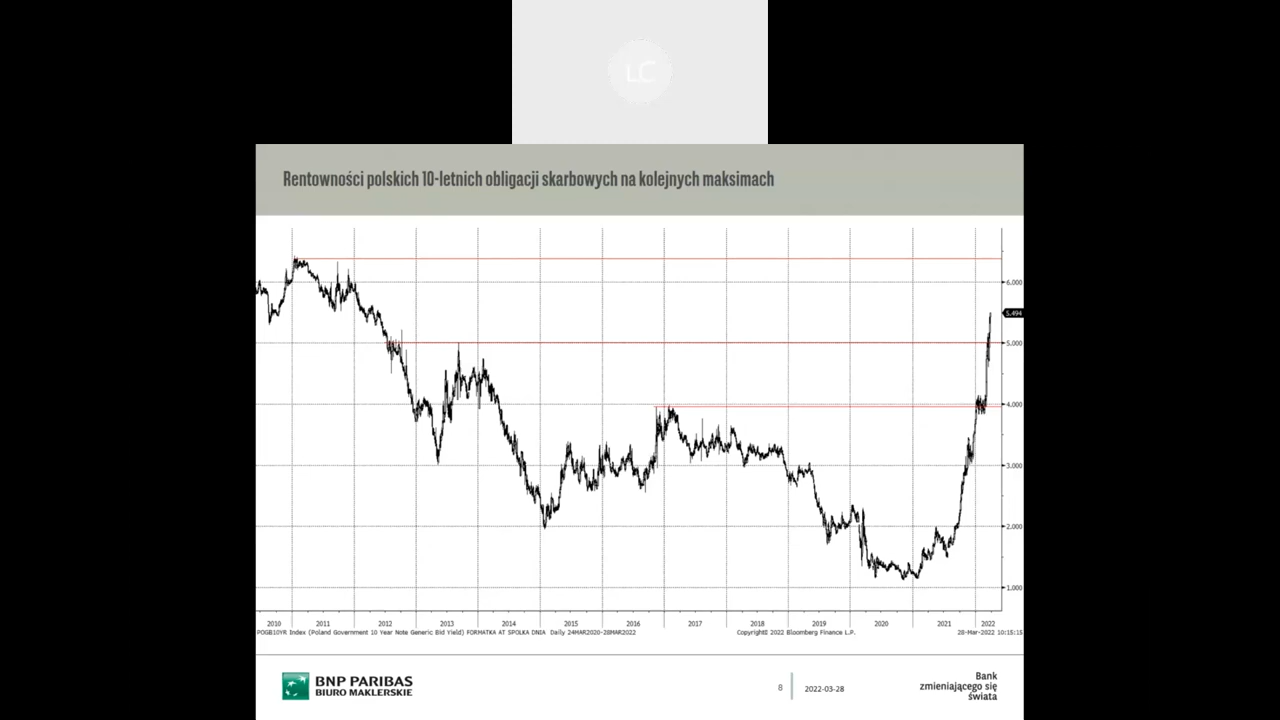 LC
Rentowności polskich 10-letnich obligacji skarbowych na kolejnych maksimach
6,000
5.494
5,000
4,000
3,000
2,000
1,000
2010 2011 2012 2013 2014 2015 2016 2017 2018 2019 2020 2021 2022
POGB10YR Index (Poland Government 10 Year Note Generic Bid Yield) FORMATKA AT SPOLKA DNIA Daily 24MAR2020-28MAR2022 Copyright© 2022 Bloomberg Finance L.P. 28-Mar-2022 10:15:15
BNP PARIBAS
BIURO MAKLERSKIE
8
2022-03-28
Bank
zmieniającego się
świata